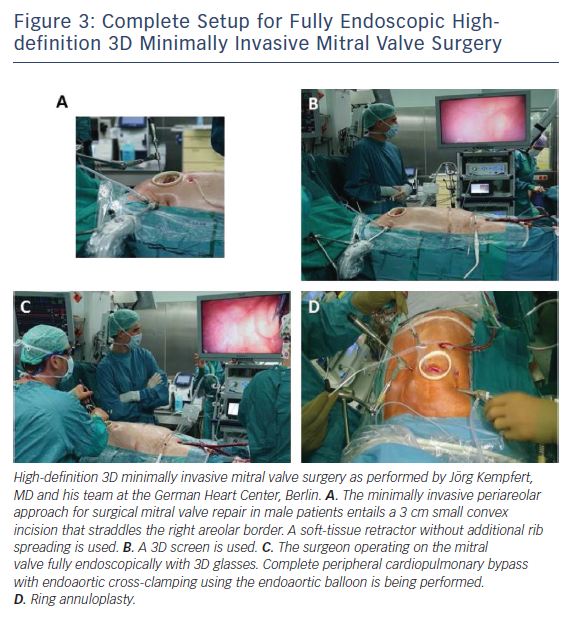 Figure 3: Complete Setup for Fully Endoscopic High-
definition 3D Minimally Invasive Mitral Valve Surgery
A
B
C
D
High-definition 3D minimally invasive mitral valve surgery as performed by Jörg Kempfert,
MD and his team at the German Heart Center, Berlin. A. The minimally invasive periareolar
approach for surgical mitral valve repair in male patients entails a 3 cm small convex
incision that straddles the right areolar border. A soft-tissue retractor without additional rib
spreading is used. B. A 3D screen is used. C. The surgeon operating on the mitral
valve fully endoscopically with 3D glasses. Complete peripheral cardiopulmonary bypass
with endoaortic cross-clamping using the endoaortic balloon is being performed.
D. Ring annuloplasty.